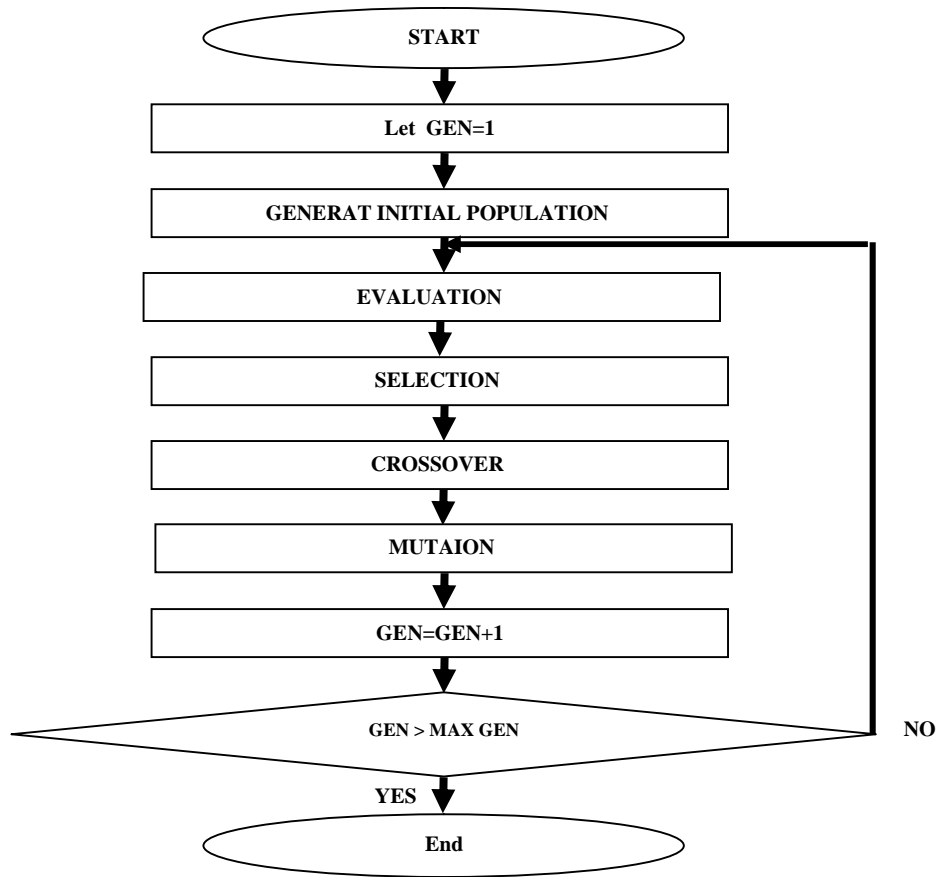 START
Let GEN=1
GENERAT INITIAL POPULATION
EVALUATION
SELECTION
CROSSOVER
MUTAION
GEN=GEN+1
GEN > MAX GEN
NO
YES
End